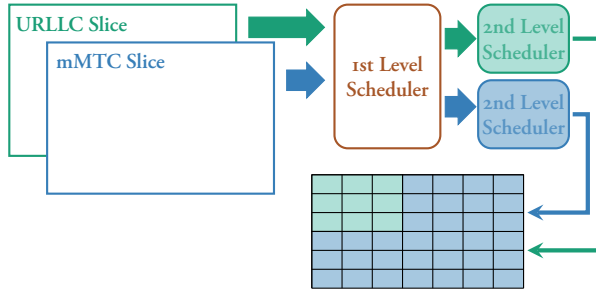 URLLC Slice
mMTC Slice
1st Level
Scheduler
2nd Level
Scheduler
2nd Level
Scheduler